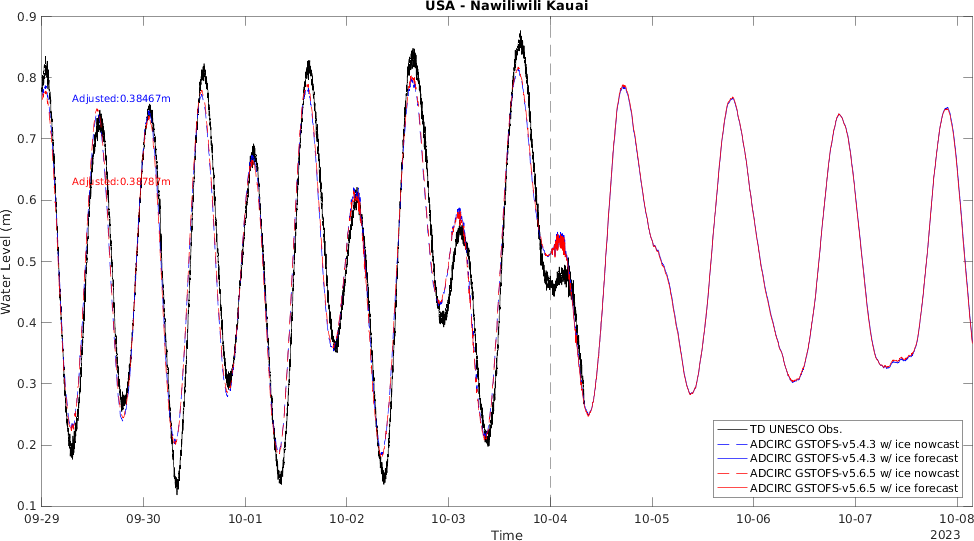 USA - Nawiliwili Kauai
0.9
0.8
0.7
0.6
0.5
0.4
0.3
0.2
0.1
Water Level (m)
Adjusted:0.38467m
Adjusted:0.38787m
TD UNESCO Obs.
ADCIRC GSTOFS-v5.4.3 w/ ice nowcast
ADCIRC GSTOFS-v5.4.3 w/ ice forecast
ADCIRC GSTOFS-v5.6.5 w/ ice nowcast
ADCIRC GSTOFS-v5.6.5 w/ ice forecast
09-29 09-30 10-01 10-02 10-03 10-04 10-05 10-06 10-07 10-08
Time 2023